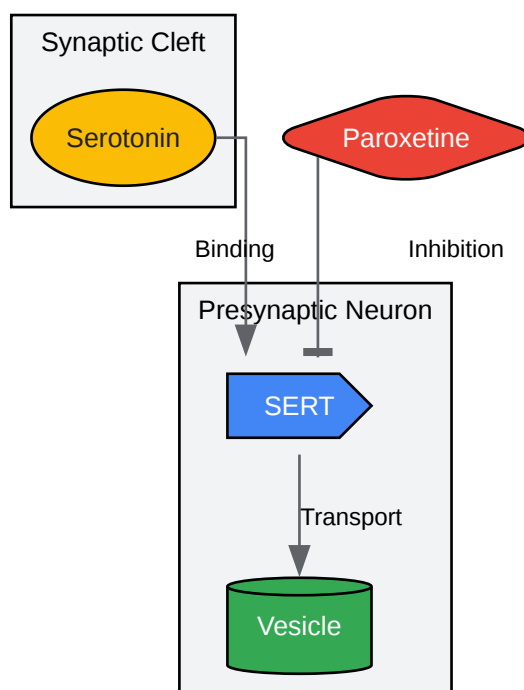 Synaptic Cleft
Serotonin
Paroxetine
Binding
Inhibition
Presynaptic Neuron
SERT
Transport
Vesicle